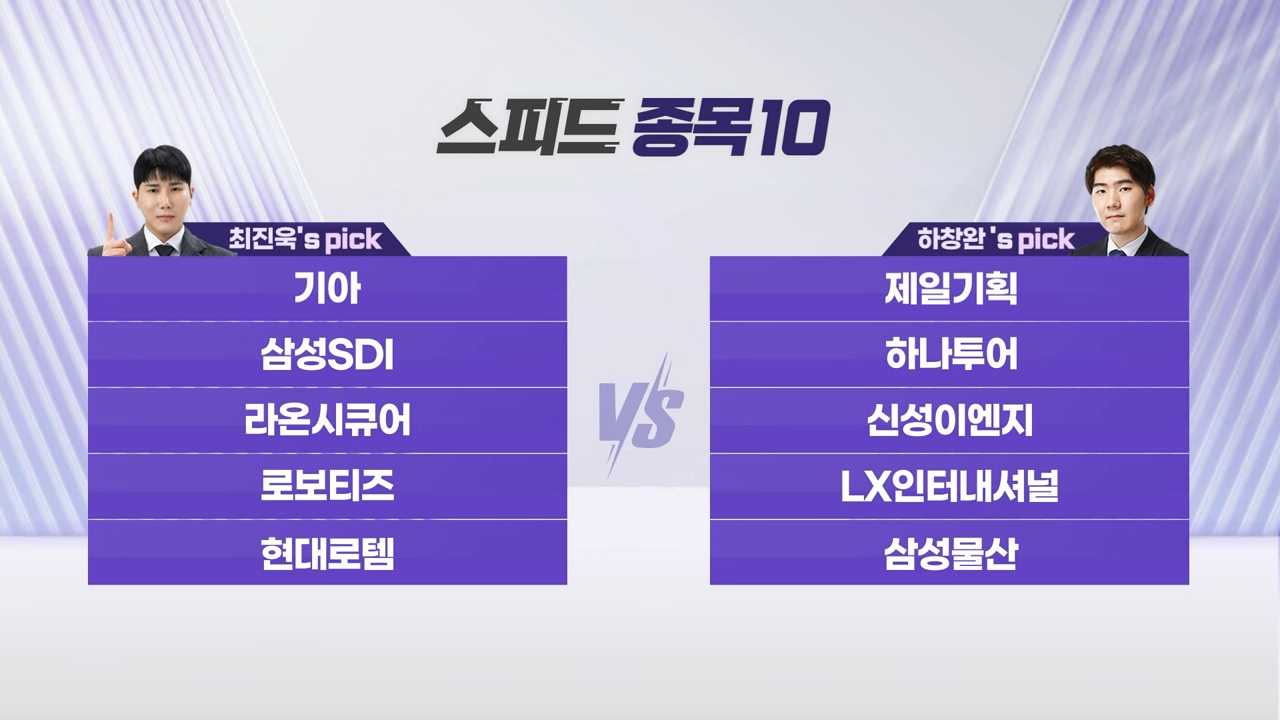 스피드 종목10
최진욱's pick
기아
삼성SDI
라온시큐어
로보티즈
현대로템
VS
하창완 's pick
제일기획
하나투어
신성이엔지
LX인터내셔널
삼성물산